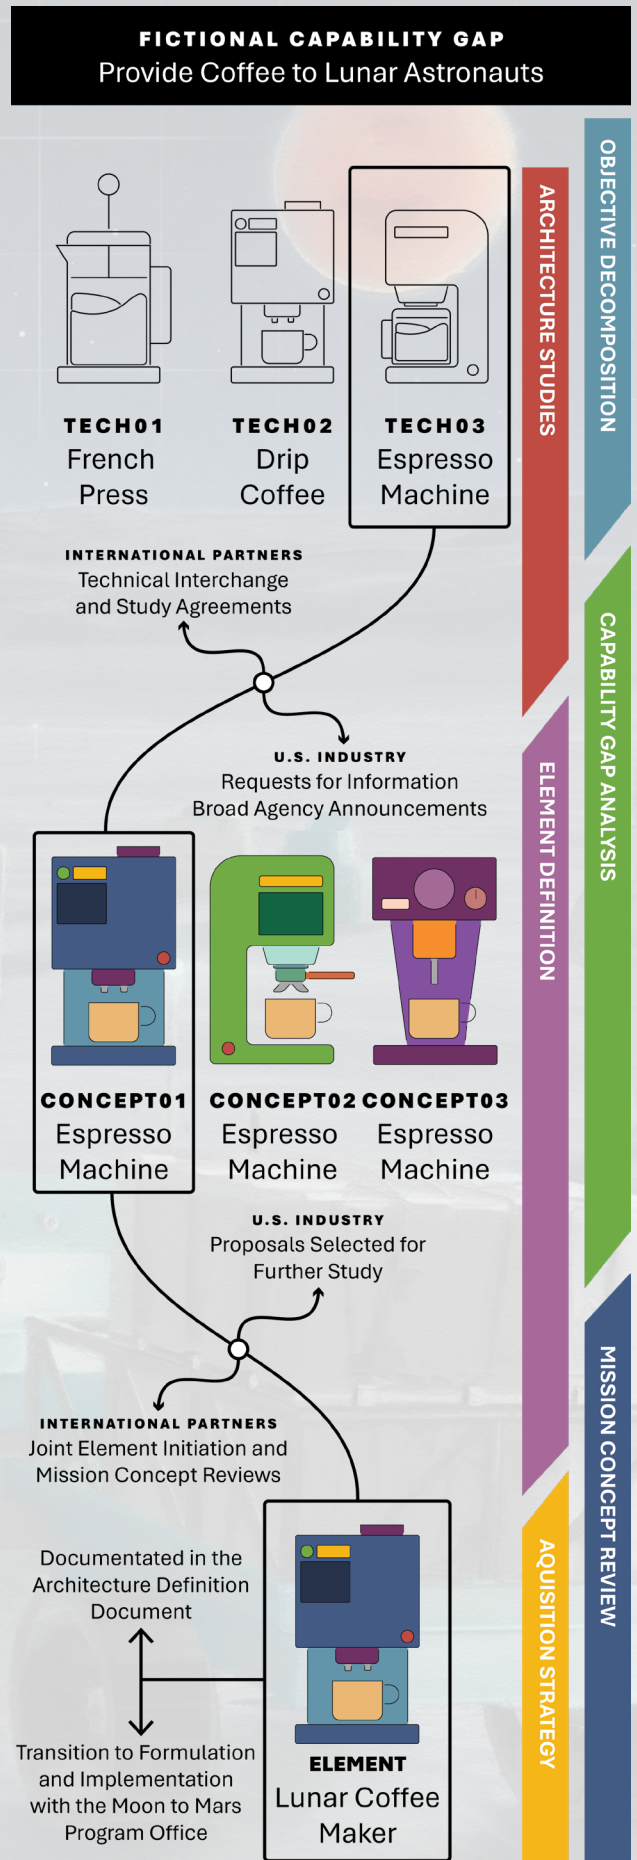 FICTIONAL CAPABILITY GAP
Provide Coffee to Lunar Astronauts
OBJECTIVE DECOMPOSITION
ARCHITECTURE STUDIES
TECH01
French
Press
TECH02
Drip
Coffee
TECH03
Espresso
Machine
INTERNATIONAL PARTNERS
Technical Interchange
and Study Agreements
CAPABILITY GAP ANALYSIS
ELEMENT DEFINITION
U.S. INDUSTRY
Requests for Information
Broad Agency Announcements
CONCEPT01
Espresso
Machine
CONCEPT02
Espresso
Machine
CONCEPT03
Espresso
Machine
U.S. INDUSTRY
Proposals Selected for
Further Study
MISSION CONCEPT REVIEW
INTERNATIONAL PARTNERS
Joint Element Initiation and
Mission Concept Reviews
AQUISITION STRATEGY
Documentated in the
Architecture Definition
Document
Transition to Formulation
and Implementation
with the Moon to Mars
Program Office
ELEMENT
Lunar Coffee
Maker